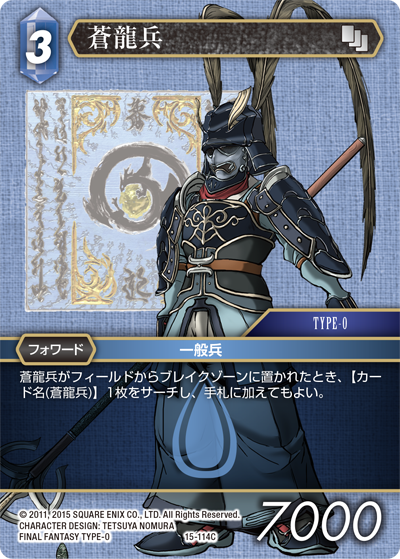 3
蒼龍兵
TYPE-0
フォワード
一般兵
蒼龍兵がフィールドからブレイクゾーンに置かれたとき、【カー
ド名(蒼龍兵)】1枚をサーチし、手札に加えてもよい。
© 2011, 2015 SQUARE ENIX CO., LTD. All Rights Reserved.
CHARACTER DESIGN: TETSUYA NOMURA
FINAL FANTASY TYPE-0
15-114C
7000